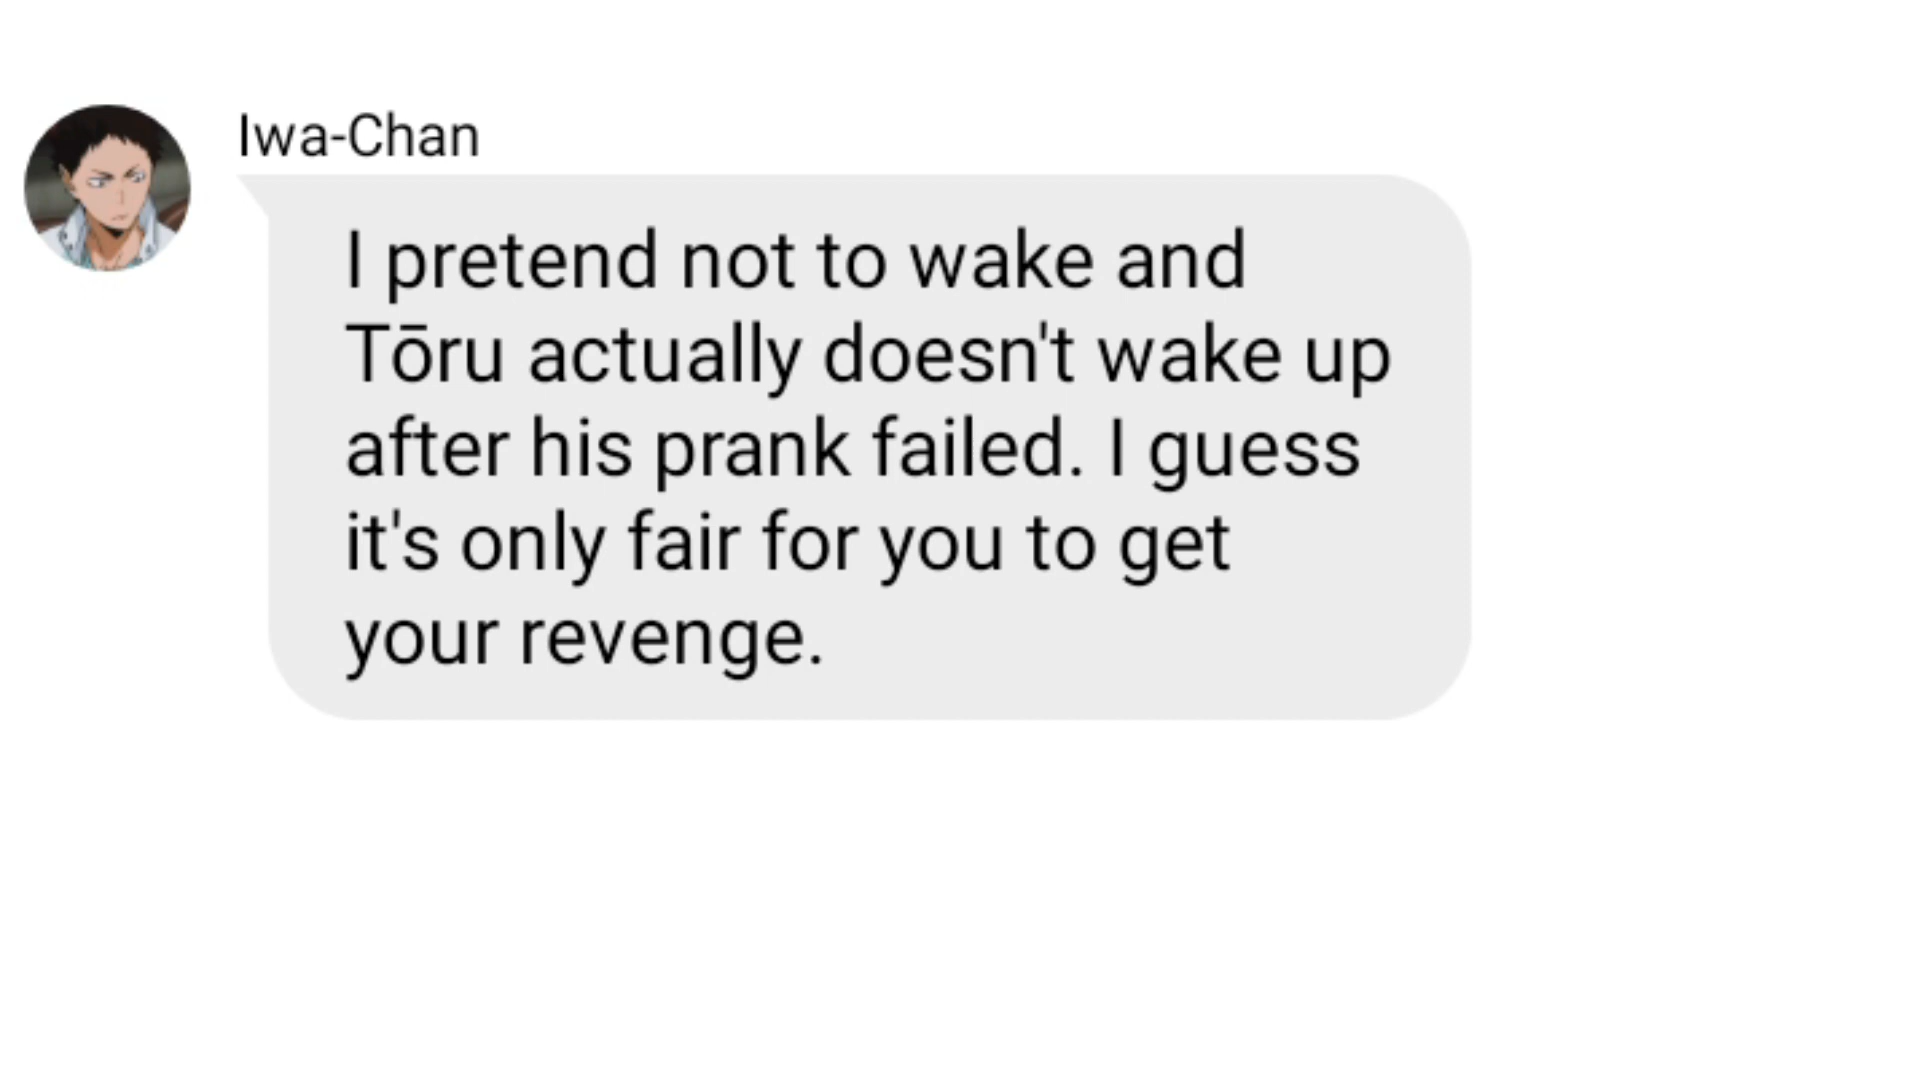 Iwa-Chan
I pretend not to wake and
Tōru actually doesn't wake up
after his prank failed. I guess
it's only fair for you to get
your revenge.